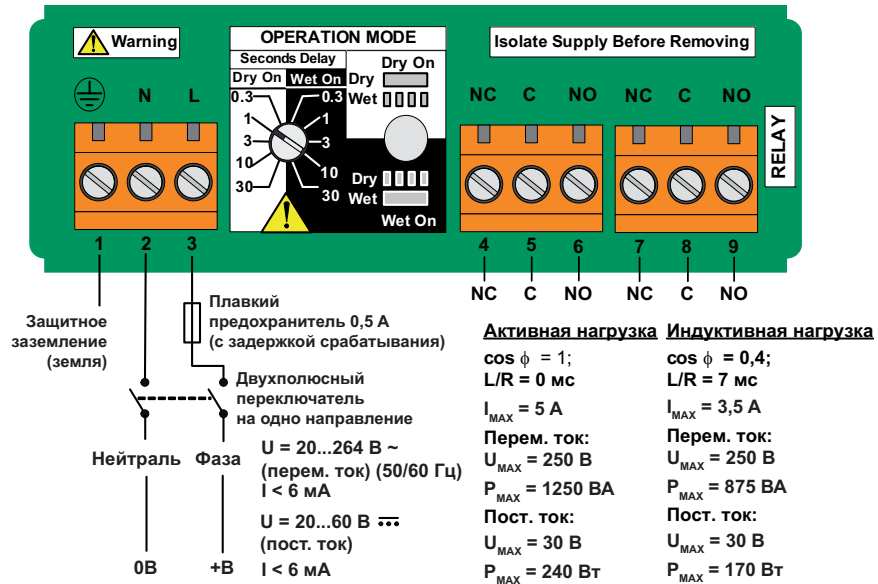 Warning
OPERATION MODE
Isolate Supply Before Removing
Seconds Delay
Dry On Wet On
0.3 0.3
1 1
3 3
10 10
30 30
Dry On
Dry
Wet
Dry
Wet
Wet On
N L
NC C NO NC C NO
RELAY
1 2 3
4 5 6 7 8 9
NC C NO NC C NO
Защитное
заземление
(земля)
Плавкий
предохранитель 0,5 А
(с задержкой срабатывания)
Двухполюсный
переключатель
на одно направление
Нейтраль Фаза
U = 20...264 В ~
(перем. ток) (50/60 Гц)
I < 6 мА
U = 20...60 В ⎓
(пост. ток)
I < 6 мА
0В +В
Активная нагрузка
cos ϕ = 1;
L/R = 0 мс
IMAX = 5 А
Перем. ток:
UMAX = 250 В
PMAX = 1250 ВА
Пост. ток:
UMAX = 30 В
PMAX = 240 Вт
Индуктивная нагрузка
cos ϕ = 0,4;
L/R = 7 мс
IMAX = 3,5 А
Перем. ток:
UMAX = 250 В
PMAX = 875 ВА
Пост. ток:
UMAX = 30 В
PMAX = 170 Вт